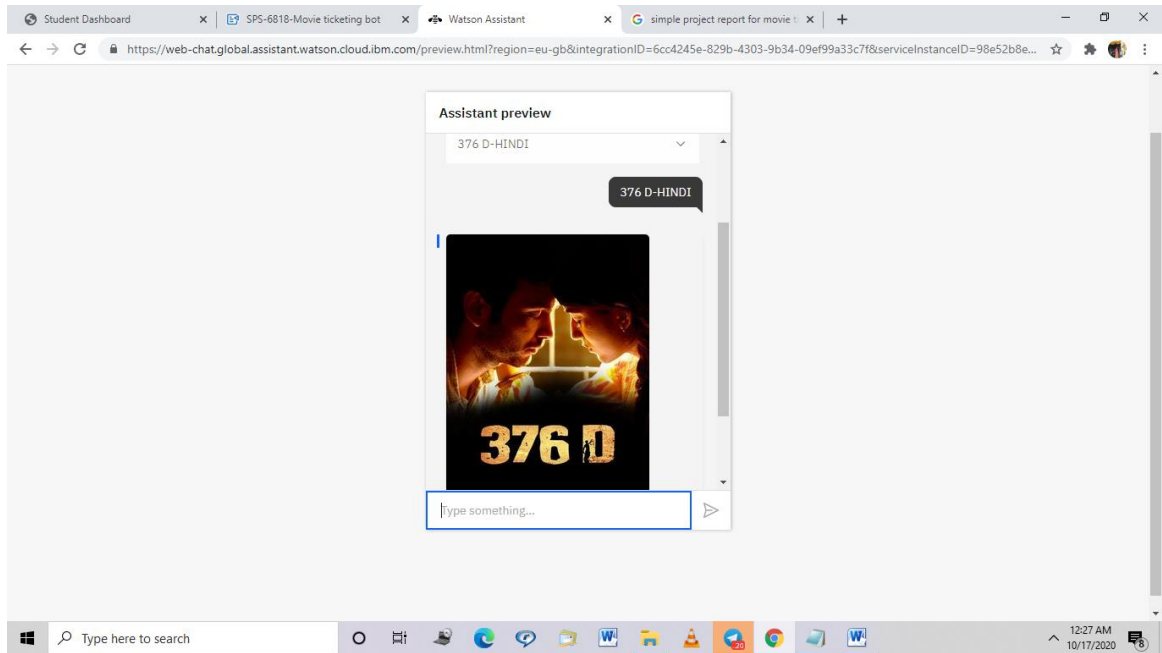 Student Dashboard
SPS-6818-Movie ticketing bot
Watson Assistant
simple project report for movie t
https://web-chat.global.assistant.watson.cloud.ibm.com/preview.html?region=eu-gb&integrationID=6cc4245e-829b-4303-9b34-09ef99a33c7f&serviceInstanceID=98e52b8e...
Assistant preview
376 D-HINDI
376 D-HINDI
376 D
Type something...
Type here to search
12:27 AM
10/17/2020